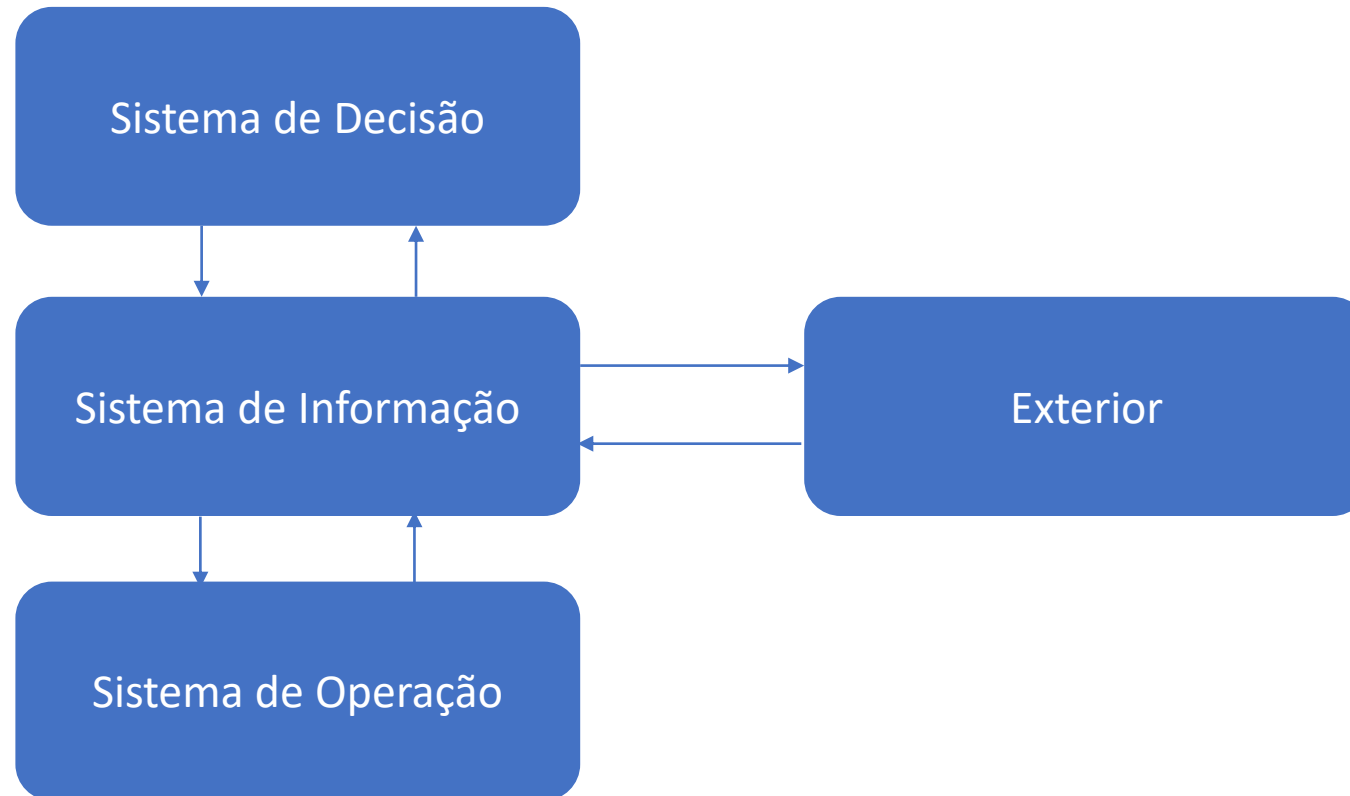 Sistema de Decisão
Sistema de Informação
Exterior
Sistema de Operação